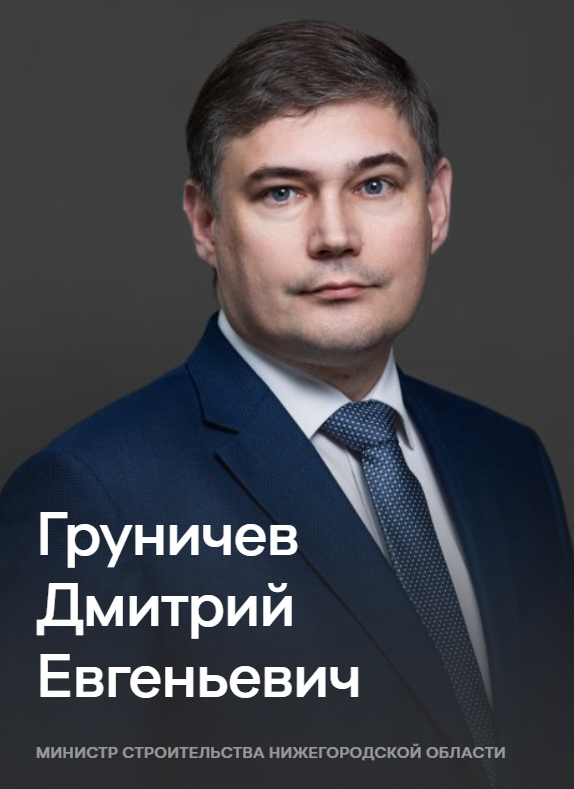 Груничев
Дмитрий
Евгеньевич
МИНИСТР СТРОИТЕЛЬСТВА НИЖЕГОРОДСКОЙ ОБЛАСТИ